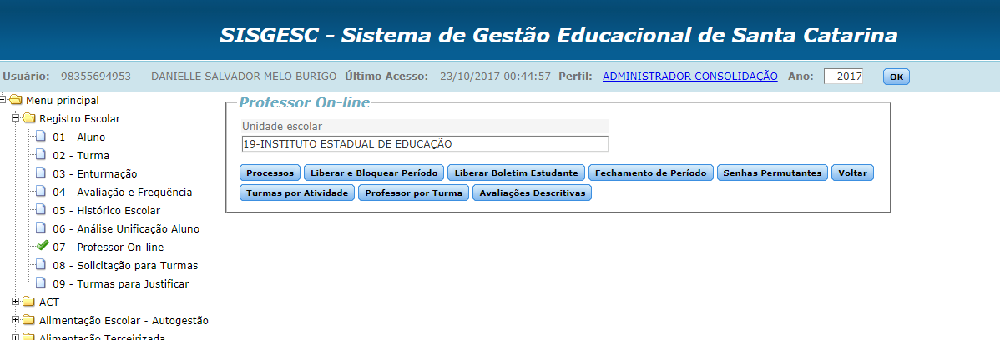 SISGESC - Sistema de Gestão Educacional de Santa Catarina
Usuário: 98355694953 - DANIELLE SALVADOR MELO BURIGO Último Acesso: 23/10/2017 00:44:57 Perfil: ADMINISTRADOR CONSOLIDAÇÃO Ano: 2017 OK
Menu principal
Registro Escolar
01 - Aluno
02 - Turma
03 - Enturmação
04 - Avaliação e Frequência
05 - Histórico Escolar
06 - Análise Unificação Aluno
07 - Professor On-line
08 - Solicitação para Turmas
09 - Turmas para Justificar
ACT
Alimentação Escolar - Autogestão
Alimentação Terceirizada
Professor On-line
Unidade escolar
19-INSTITUTO ESTADUAL DE EDUCAÇÃO
Processos Liberar e Bloquear Período Liberar Boletim Estudante Fechamento de Período Senhas Permutantes Voltar
Turmas por Atividade Professor por Turma Avaliações Descritivas